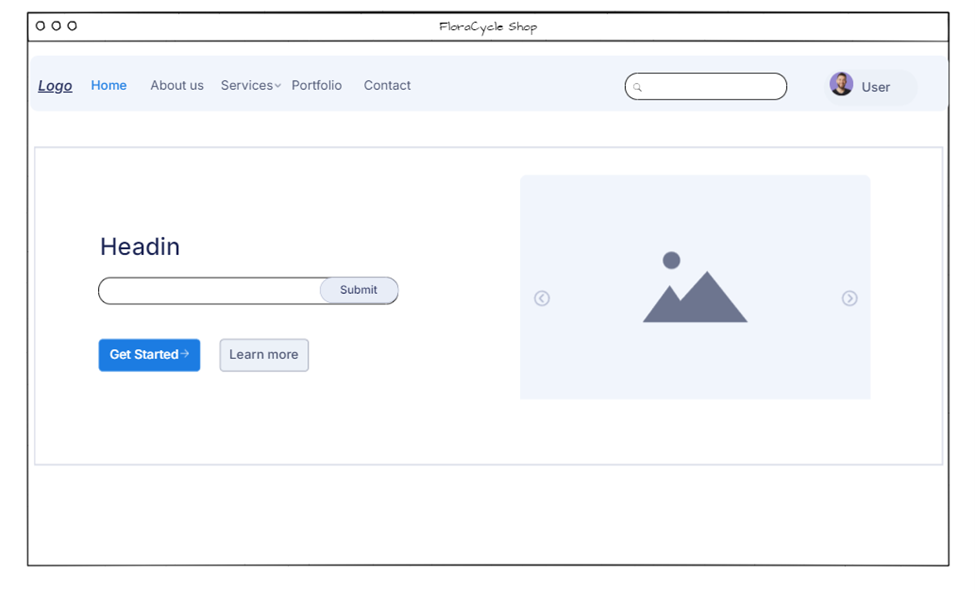 FloraCycle Shop
Logo Home About us Services Portfolio Contact User
Headin
Submit
Get Started→ Learn more